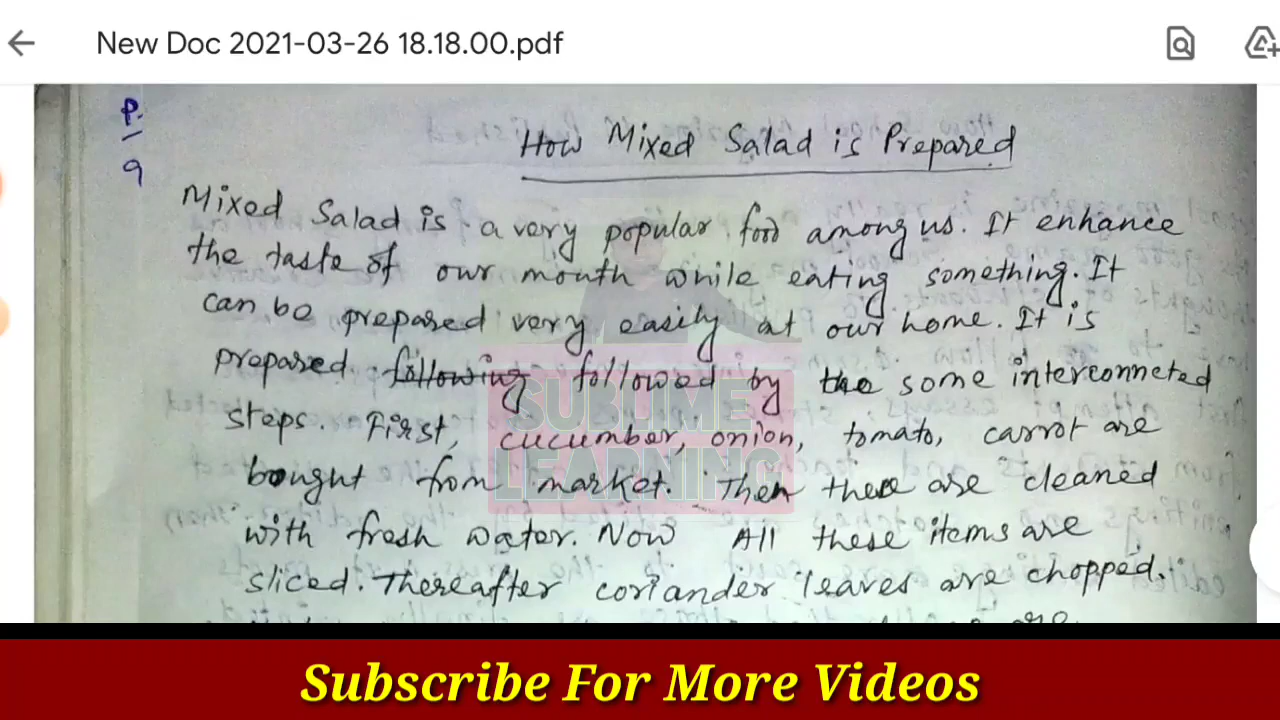 New Doc 2021-03-26 18.18.00.pdf
P.
9
How Mixed Salad is Prepared
Mixed Salad is a very popular food among us. It enhance
the taste of our mouth while eating something. It
can be prepared very easily at our home. It is
prepared following followed by the some interconneted
steps First, cucumber, onion, tomato, carrot are
bought from market. Then these are cleaned
with fresh water. Now All these items are
sliced. Thereafter coriander leaves are chopped.
are
SUBLIME
LEARNING
Subscribe For More Videos